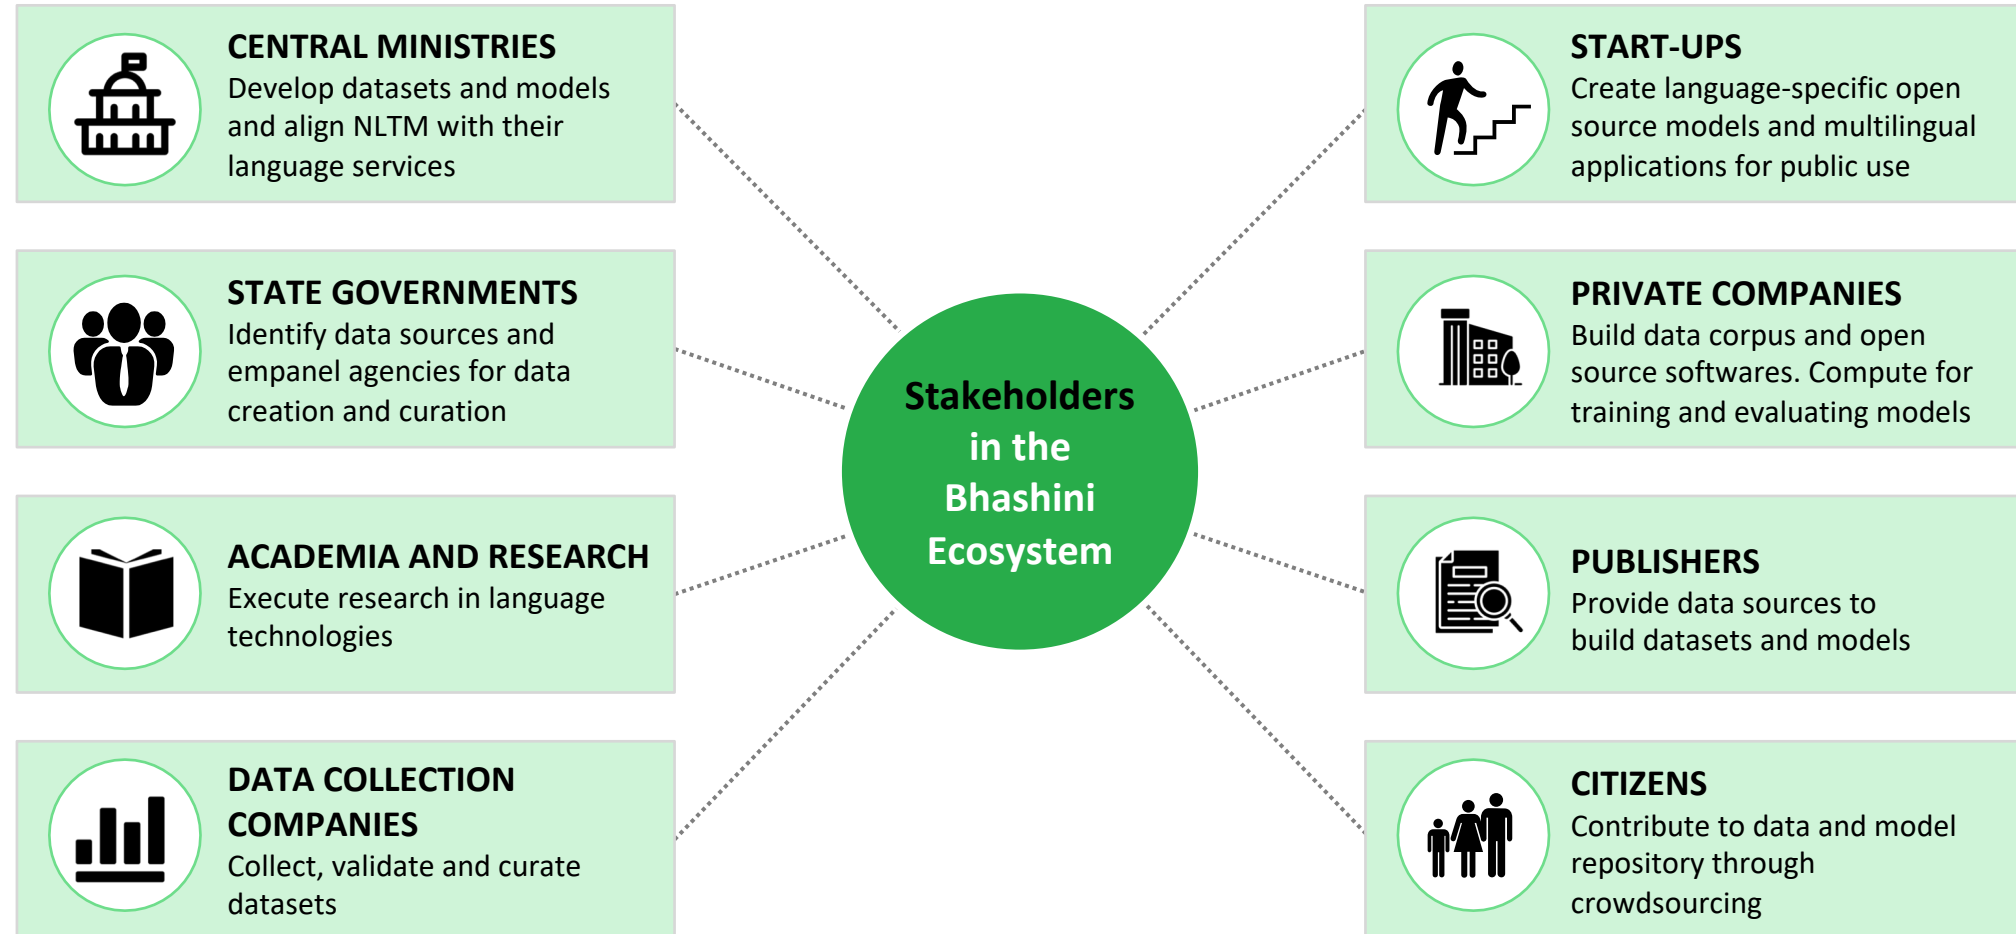 CENTRAL MINISTRIES
Develop datasets and models
and align NLTM with their
language services
STATE GOVERNMENTS
Identify data sources and
empanel agencies for data
creation and curation
ACADEMIA AND RESEARCH
Execute research in language
technologies
DATA COLLECTION
COMPANIES
Collect, validate and curate
datasets
Stakeholders
in the
Bhashini
Ecosystem
START-UPS
Create language-specific open
source models and multilingual
applications for public use
PRIVATE COMPANIES
Build data corpus and open
source softwares. Compute for
training and evaluating models
PUBLISHERS
Provide data sources to
build datasets and models
CITIZENS
Contribute to data and model
repository through
crowdsourcing